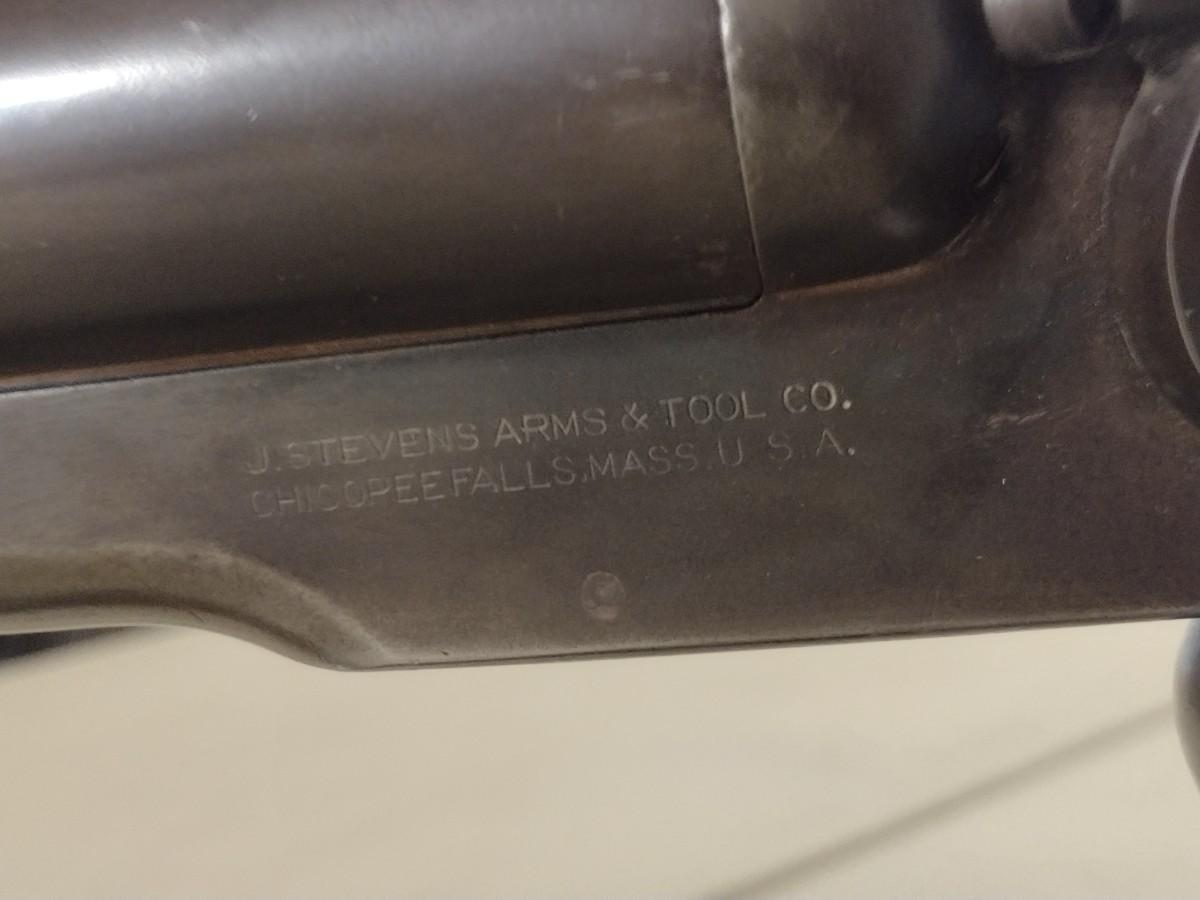 J. STEVENS ARMS & TOOL CO.
CHICOPEE FALLS, MASS. U. S. A.